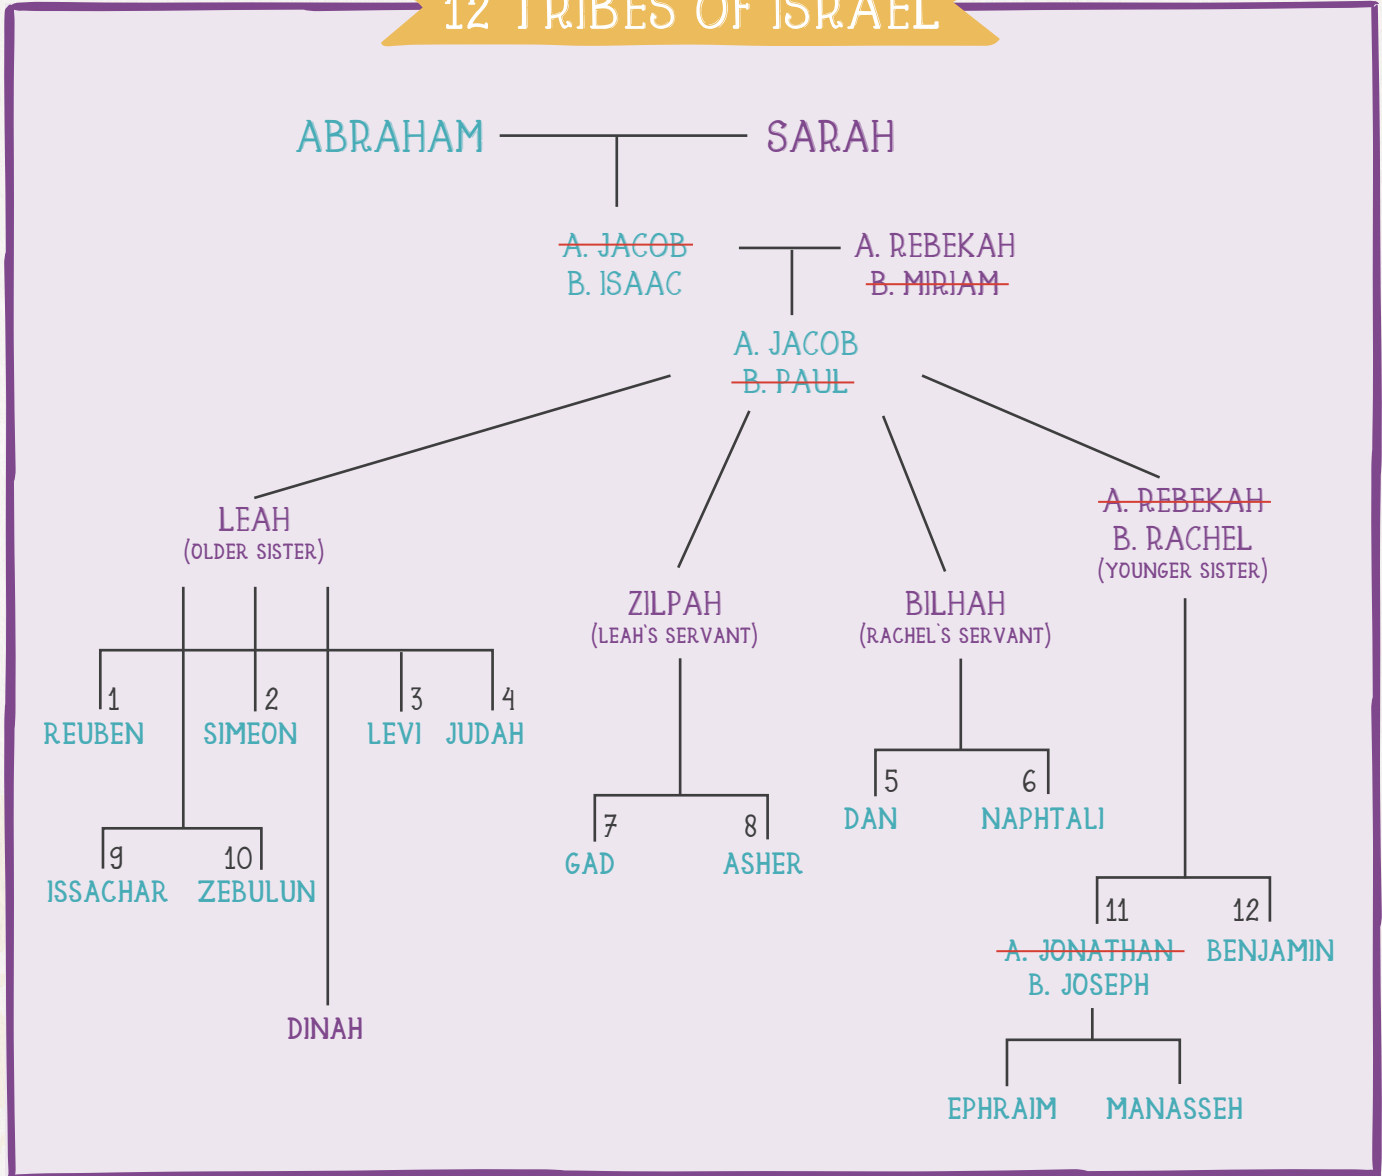 12 TRIBES OF ISRAEL
ABRAHAM
SARAH
A. JACOB
B. ISAAC
A. REBEKAH
B. MIRIAM
A. JACOB
B. PAUL
LEAH
(OLDER SISTER)
ZILPAH
(LEAH'S SERVANT)
BILHAH
(RACHEL'S SERVANT)
A. REBEKAH
B. RACHEL
(YOUNGER SISTER)
1
REUBEN
2
SIMEON
3
LEVI
4
JUDAH
5
DAN
6
NAPHTALI
7
GAD
8
ASHER
9
ISSACHAR
10
ZEBULUN
11
A. JONATHAN
B. JOSEPH
12
BENJAMIN
DINAH
EPHRAIM
MANASSEH